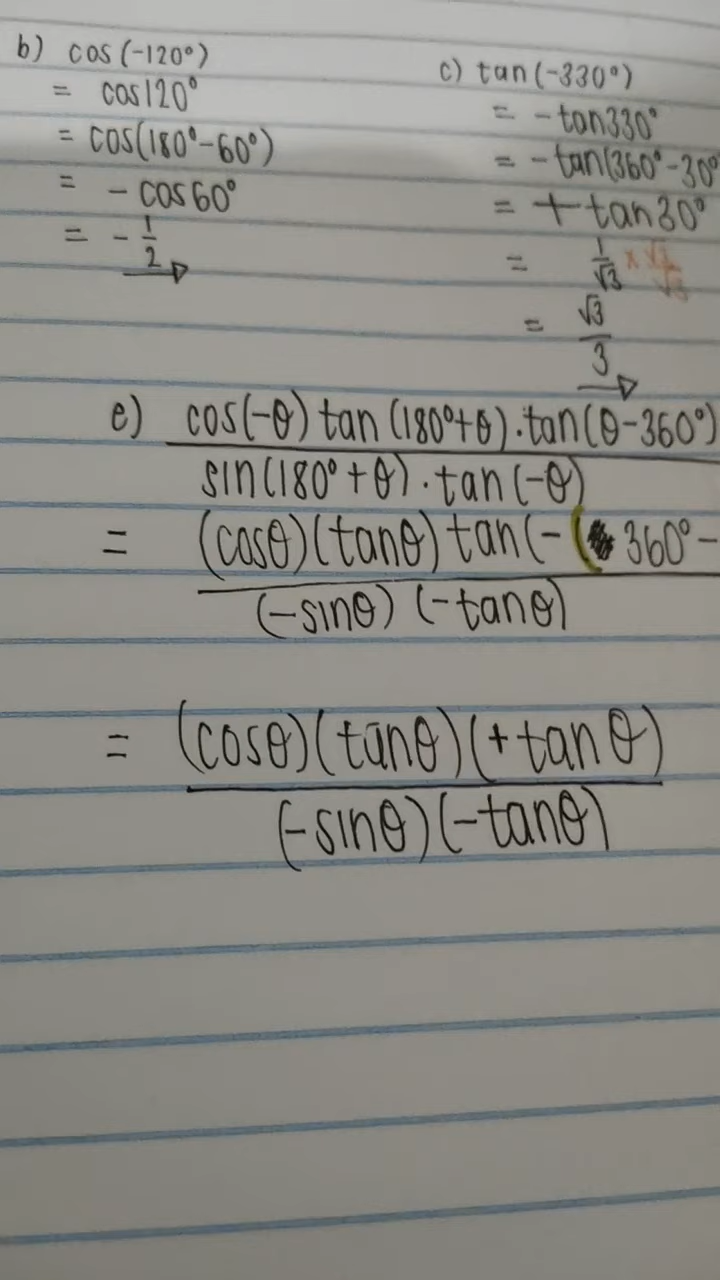 b) cos(-120°)
= cos120°
= cos(180°-60°)
= -cos60°
= -1/2
c) tan(-330°)
= -tan330°
= -tan(360°-30°
= +tan30°
= 1/√3 × √3/√3
= √3/3
e) cos(-θ) tan(180°+θ).tan(θ-360°)
sin(180°+θ).tan(-θ)
= (cosθ)(tanθ) tan(-( 360°-
(-sinθ) (-tanθ)
= (cosθ)(tanθ)(+tanθ)
(-sinθ)(-tanθ)